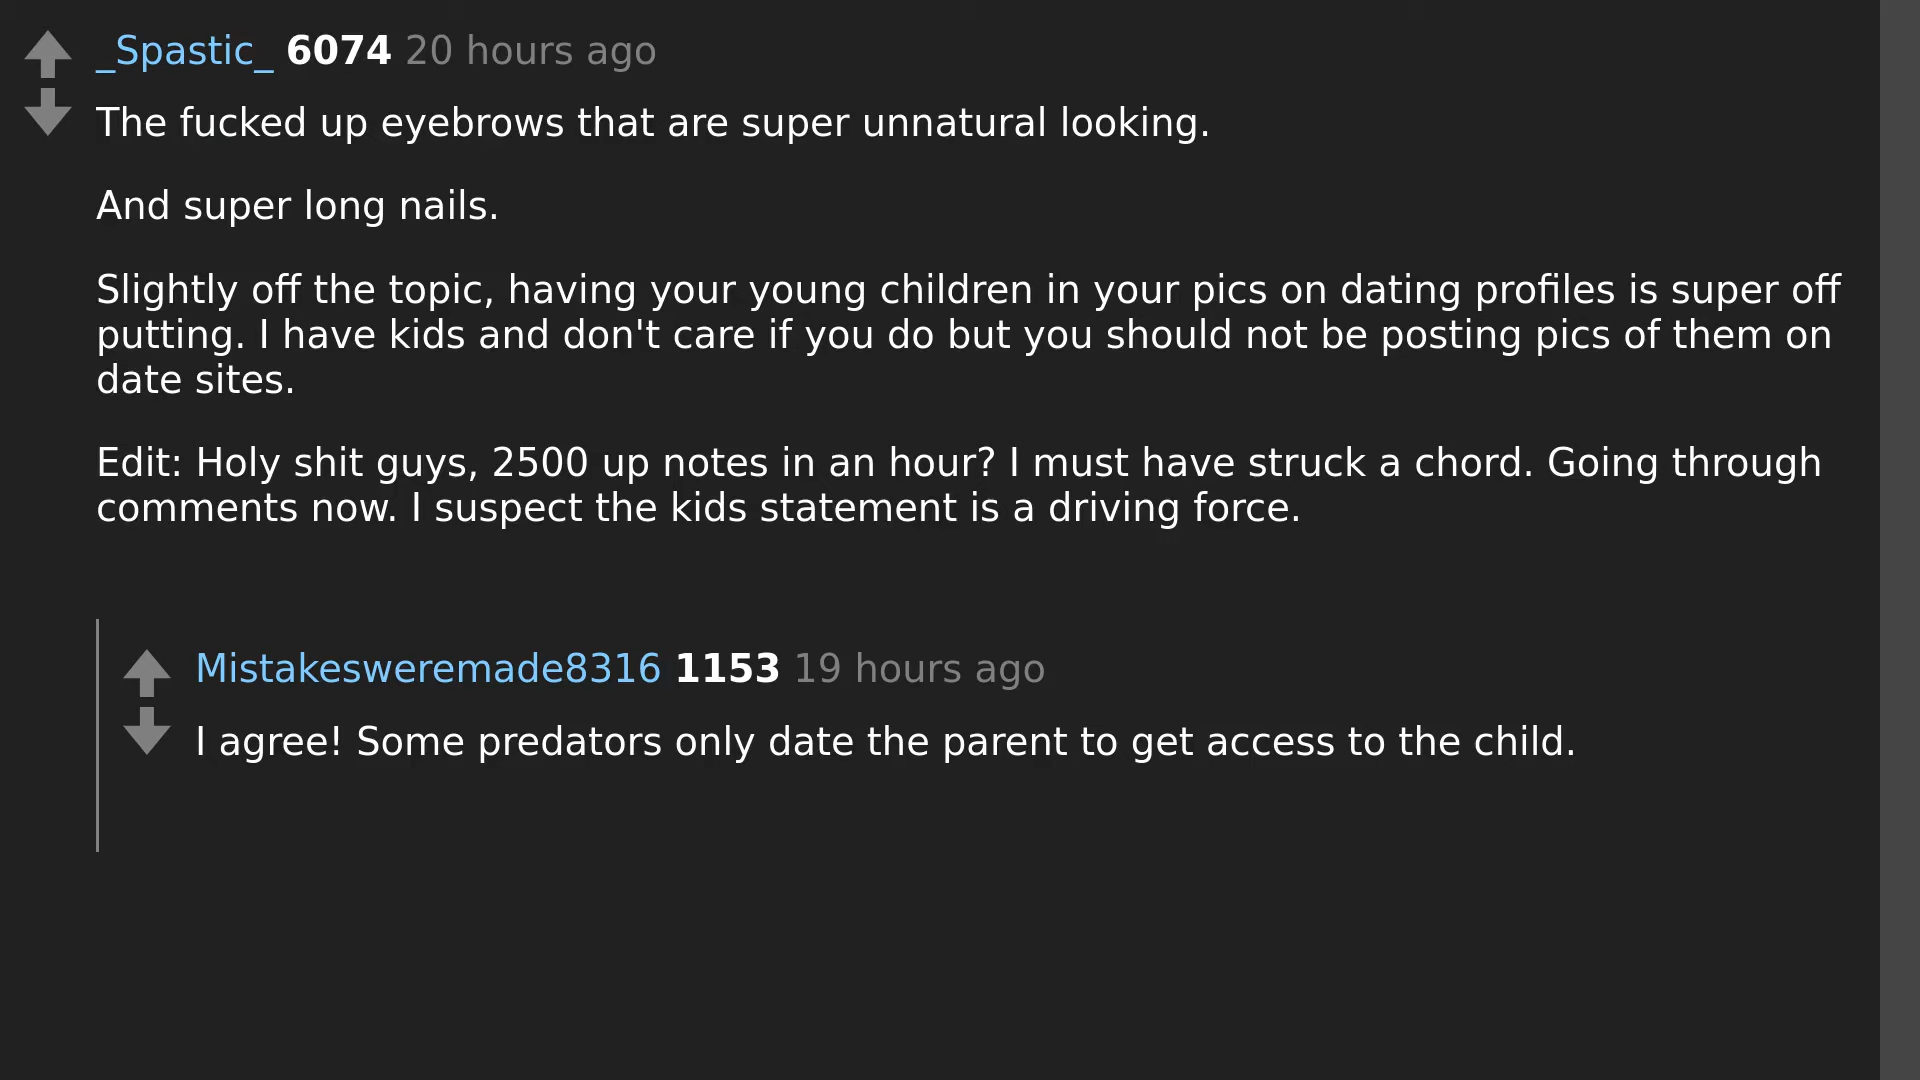 _Spastic_ 6074 20 hours ago
The fucked up eyebrows that are super unnatural looking.
And super long nails.
Slightly off the topic, having your young children in your pics on dating profiles is super off
putting. I have kids and don't care if you do but you should not be posting pics of them on
date sites.
Edit: Holy shit guys, 2500 up notes in an hour? I must have struck a chord. Going through
comments now. I suspect the kids statement is a driving force.
Mistakesweremade8316 1153 19 hours ago
I agree! Some predators only date the parent to get access to the child.